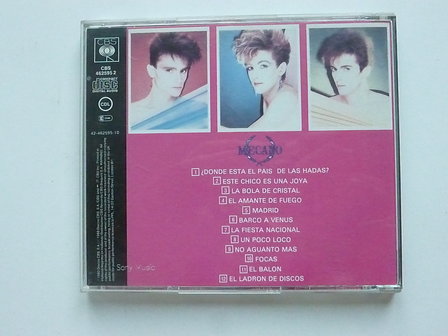 CBS
CBS
462595 2
COMPACT
disc
DIGITAL AUDIO
CDL
42-462595-10
MECANO
1 ¿DONDE ESTA EL PAIS DE LAS HADAS?
2 ESTE CHICO ES UNA JOYA
3 LA BOLA DE CRISTAL
4 EL AMANTE DE FUEGO
5 MADRID
6 BARCO A VENUS
7 LA FIESTA NACIONAL
8 UN POCO LOCO
9 NO AGUANTO MAS
10 FOCAS
11 EL BALON
12 EL LADRON DE DISCOS
Sony Music